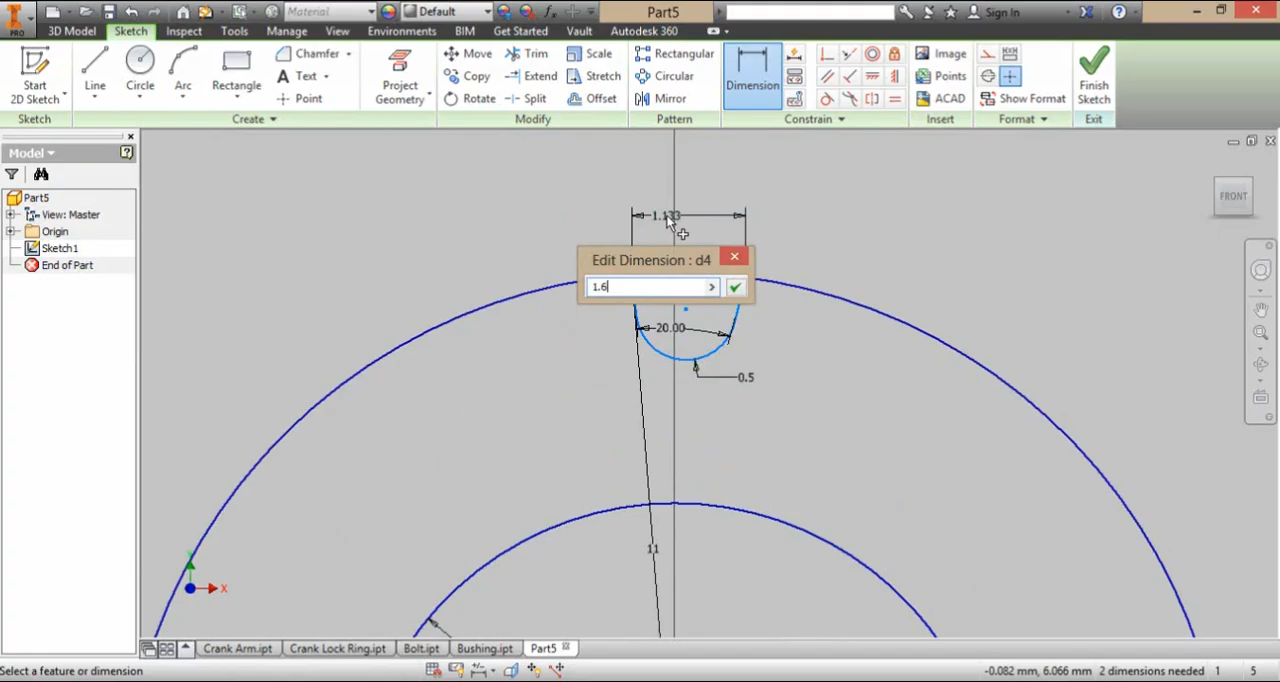 Material
Default
Part5
Sign In
PRO
3D Model
Sketch
Inspect
Tools
Manage
View
Environments
BIM
Get Started
Vault
Autodesk 360
Start
2D Sketch
Line
Circle
Arc
Rectangle
Chamfer
Text
Point
Project
Geometry
Move
Copy
Rotate
Trim
Extend
Split
Scale
Stretch
Offset
Rectangular
Circular
Mirror
Dimension
Image
Points
ACAD
Show Format
Finish
Sketch
Sketch
Create
Modify
Pattern
Constrain
Insert
Format
Exit
Model
Part5
View: Master
Origin
Sketch1
End of Part
FRONT
Edit Dimension : d4
1.6
20.00
0.5
11
X
Crank Arm.ipt
Crank Lock Ring.ipt
Bolt.ipt
Bushing.ipt
Part5
Select a feature or dimension
-0.082 mm, 6.066 mm
2 dimensions needed
1
5